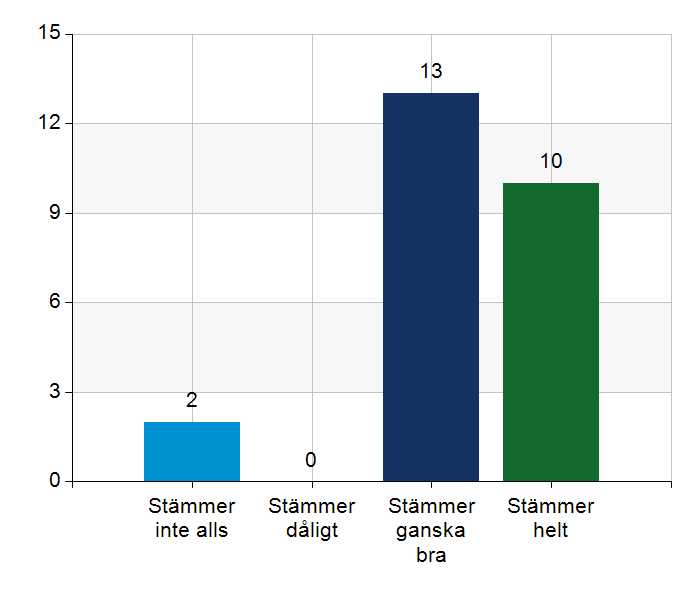 15
13
12
10
9
6
3
2
0
0
Stämmer inte alls
Stämmer dåligt
Stämmer ganska bra
Stämmer helt